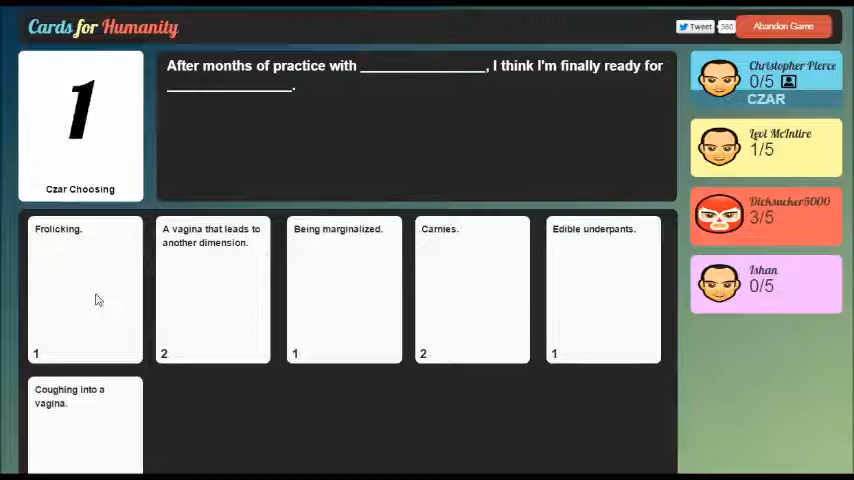 Cards for Humanity
Tweet 380
Abandon Game
1
Czar Choosing
After months of practice with _______________, I think I'm finally ready for
_______________.
Christopher Pierce
0/5
CZAR
Levi McIntire
1/5
Dicksucker5000
3/5
Ishan
0/5
Frolicking.
1
A vagina that leads to
another dimension.
2
Being marginalized.
1
Carnies.
2
Edible underpants.
1
Coughing into a
vagina.